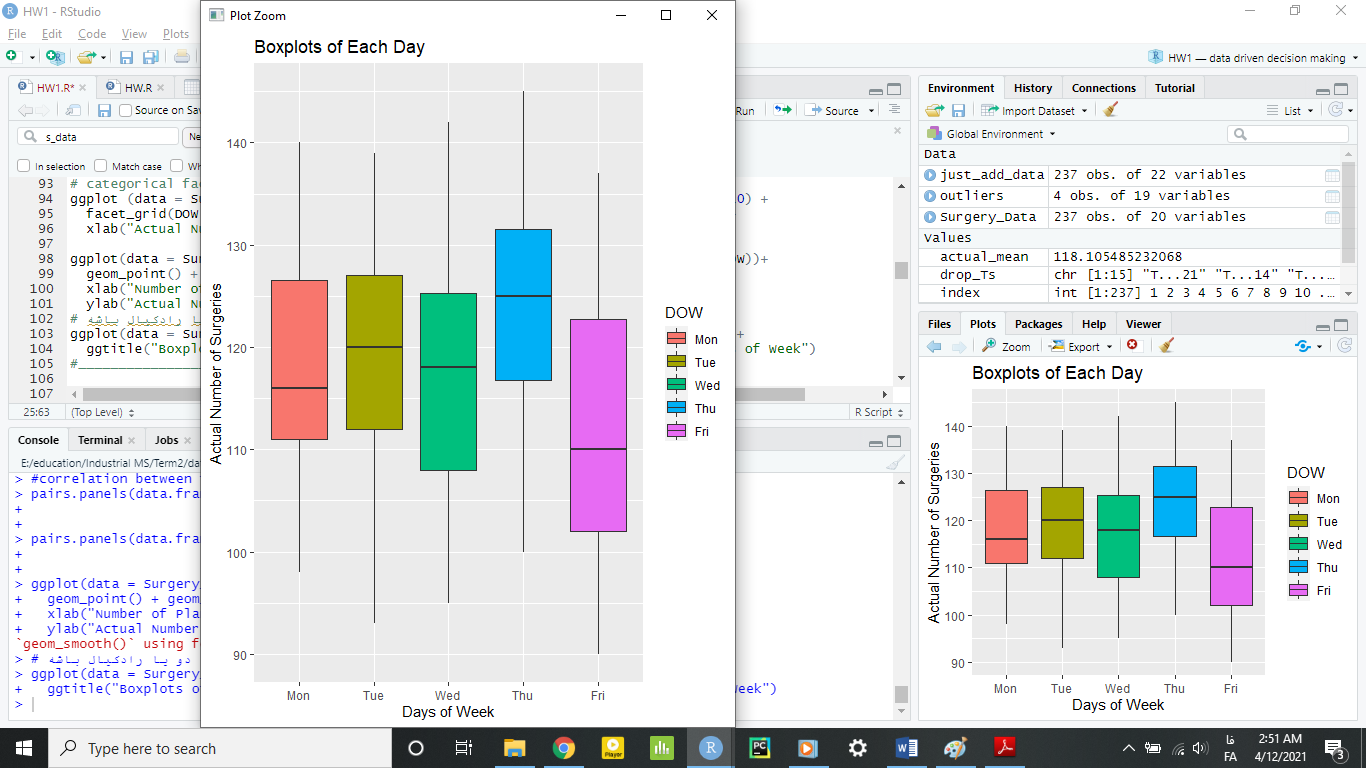 HW1 - RStudio
File Edit Code View Plots
HW1 — data driven decision making
HW1.R* HW.R
Source on Sav
Run Source
s_data
In selection Match case
93 # categorical fac
94 ggplot (data = S O) +
95 facet_grid(DOW
96 xlab("Actual N
97
98 ggplot(data = Su W))+
99 geom_point() +
100 xlab("Number of
101 ylab("Actual N
102 # یا رادکیال باشه
103 ggplot(data = Su +
104 ggtitle("Boxpl of week")
105 #
106
107
25:63 (Top Level) R Script
Console Terminal Jobs
E:/education/Industrial MS/Term2/da
> #correlation between
> pairs.panels(data.fra
+
+
> pairs.panels(data.fra
+
+
> ggplot(data = Surgery
+ geom_point() + geom
+ xlab("Number of Pla
+ ylab("Actual Number
`geom_smooth()` using f
> # دو یا رادکیال باشه
> ggplot(data = Surgery
+ ggtitle("Boxplots o week")
>
Plot Zoom
Boxplots of Each Day
Actual Number of Surgeries
140
130
120
110
100
90
Mon Tue Wed Thu Fri
Days of Week
DOW
Mon
Tue
Wed
Thu
Fri
Environment History Connections Tutorial
Import Dataset List
Global Environment
Data
just_add_data 237 obs. of 22 variables
outliers 4 obs. of 19 variables
Surgery_Data 237 obs. of 20 variables
Values
actual_mean 118.105485232068
drop_Ts chr [1:15] "T...21" "T...14" "T...…
index int [1:237] 1 2 3 4 5 6 7 8 9 10 …
Files Plots Packages Help Viewer
Zoom Export
Boxplots of Each Day
Actual Number of Surgeries
140
130
120
110
100
90
Mon Tue Wed Thu Fri
Days of Week
DOW
Mon
Tue
Wed
Thu
Fri
Type here to search
Player
PC
فا
FA
2:51 AM
4/12/2021
3